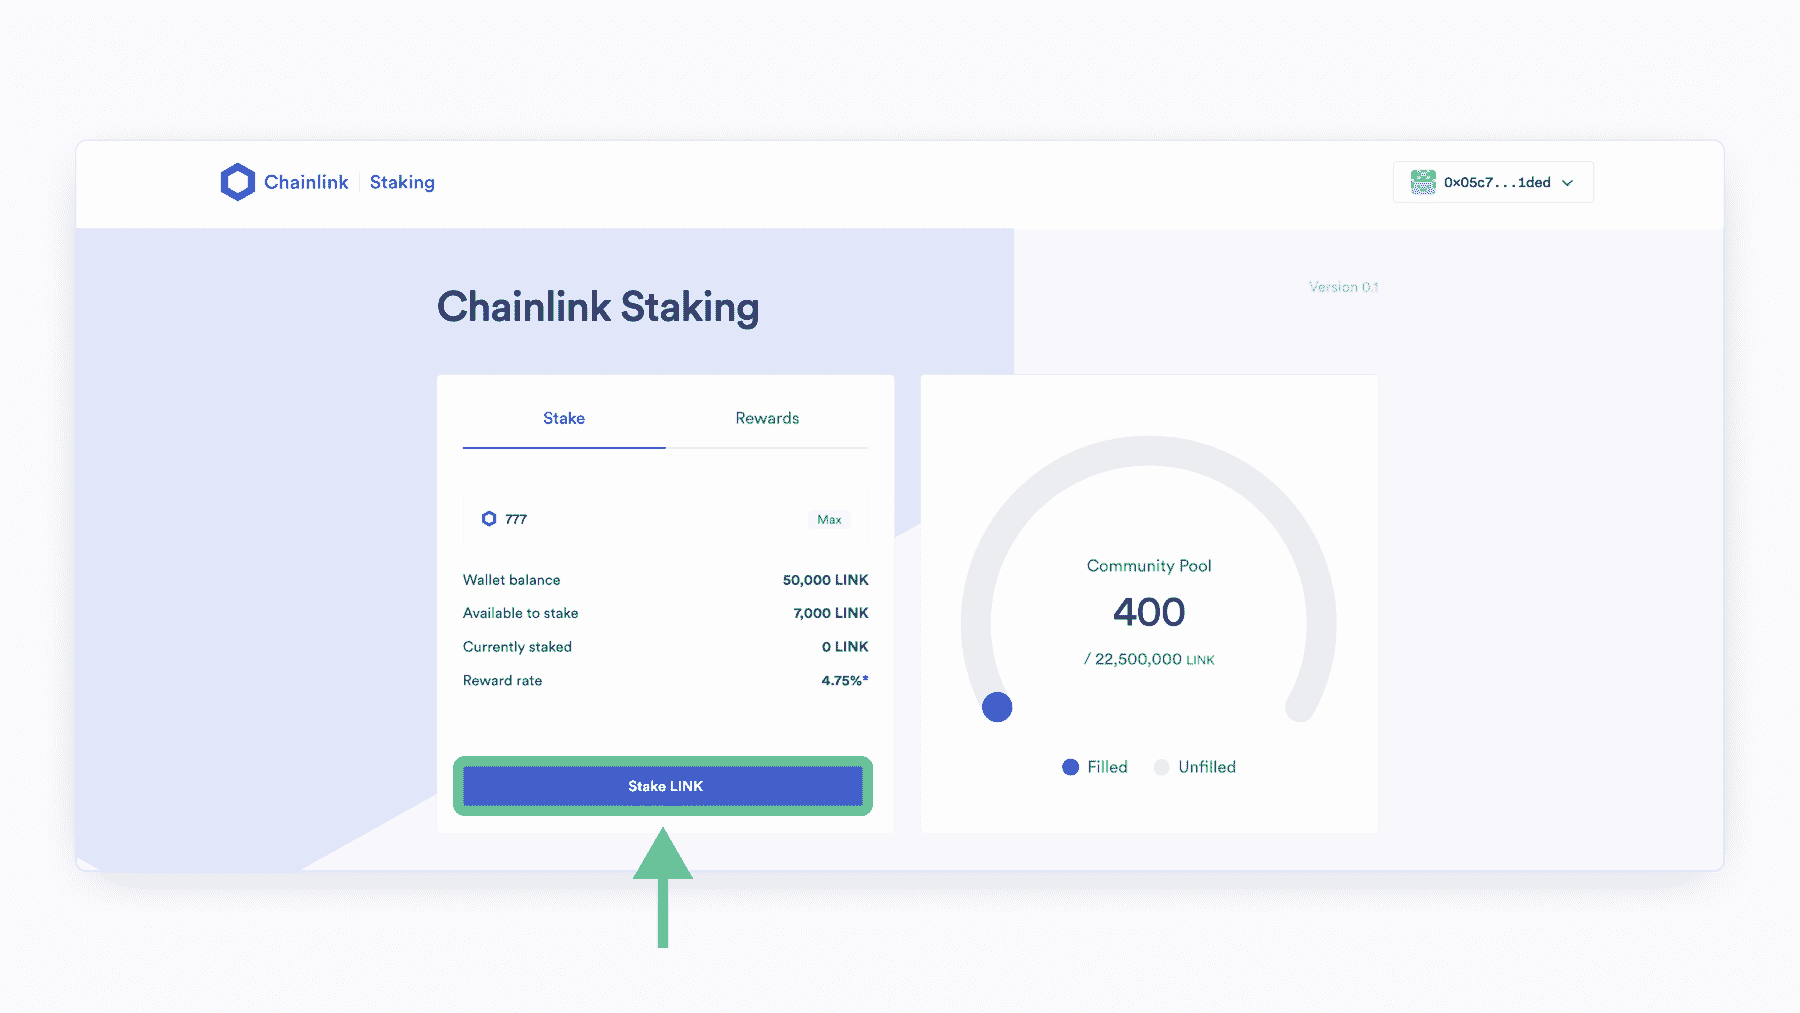 Chainlink | Staking
0x05c7...1ded
Chainlink Staking
Version 0.1
Stake Rewards
777 Max
Wallet balance 50,000 LINK
Available to stake 7,000 LINK
Currently staked 0 LINK
Reward rate 4.75%*
Stake LINK
Community Pool
400
/ 22,500,000 LINK
Filled Unfilled